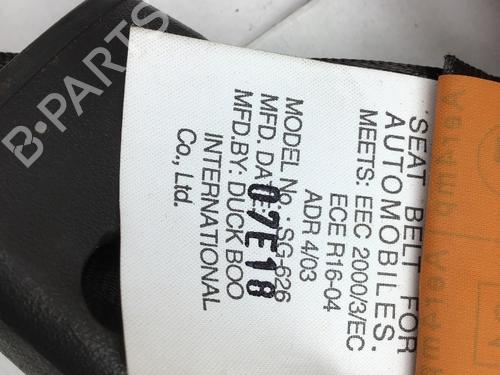 SEAT BELT FOR
AUTOMOBILES.
MEETS: EEC 2000/3/EC
ECE R16-04
ADR 4/03
MODEL No.: SG-626
MFD. DATE
07E18
MFD.BY: DUCK BOO
INTERNATIONAL
Co., Ltd.
B-PARTS